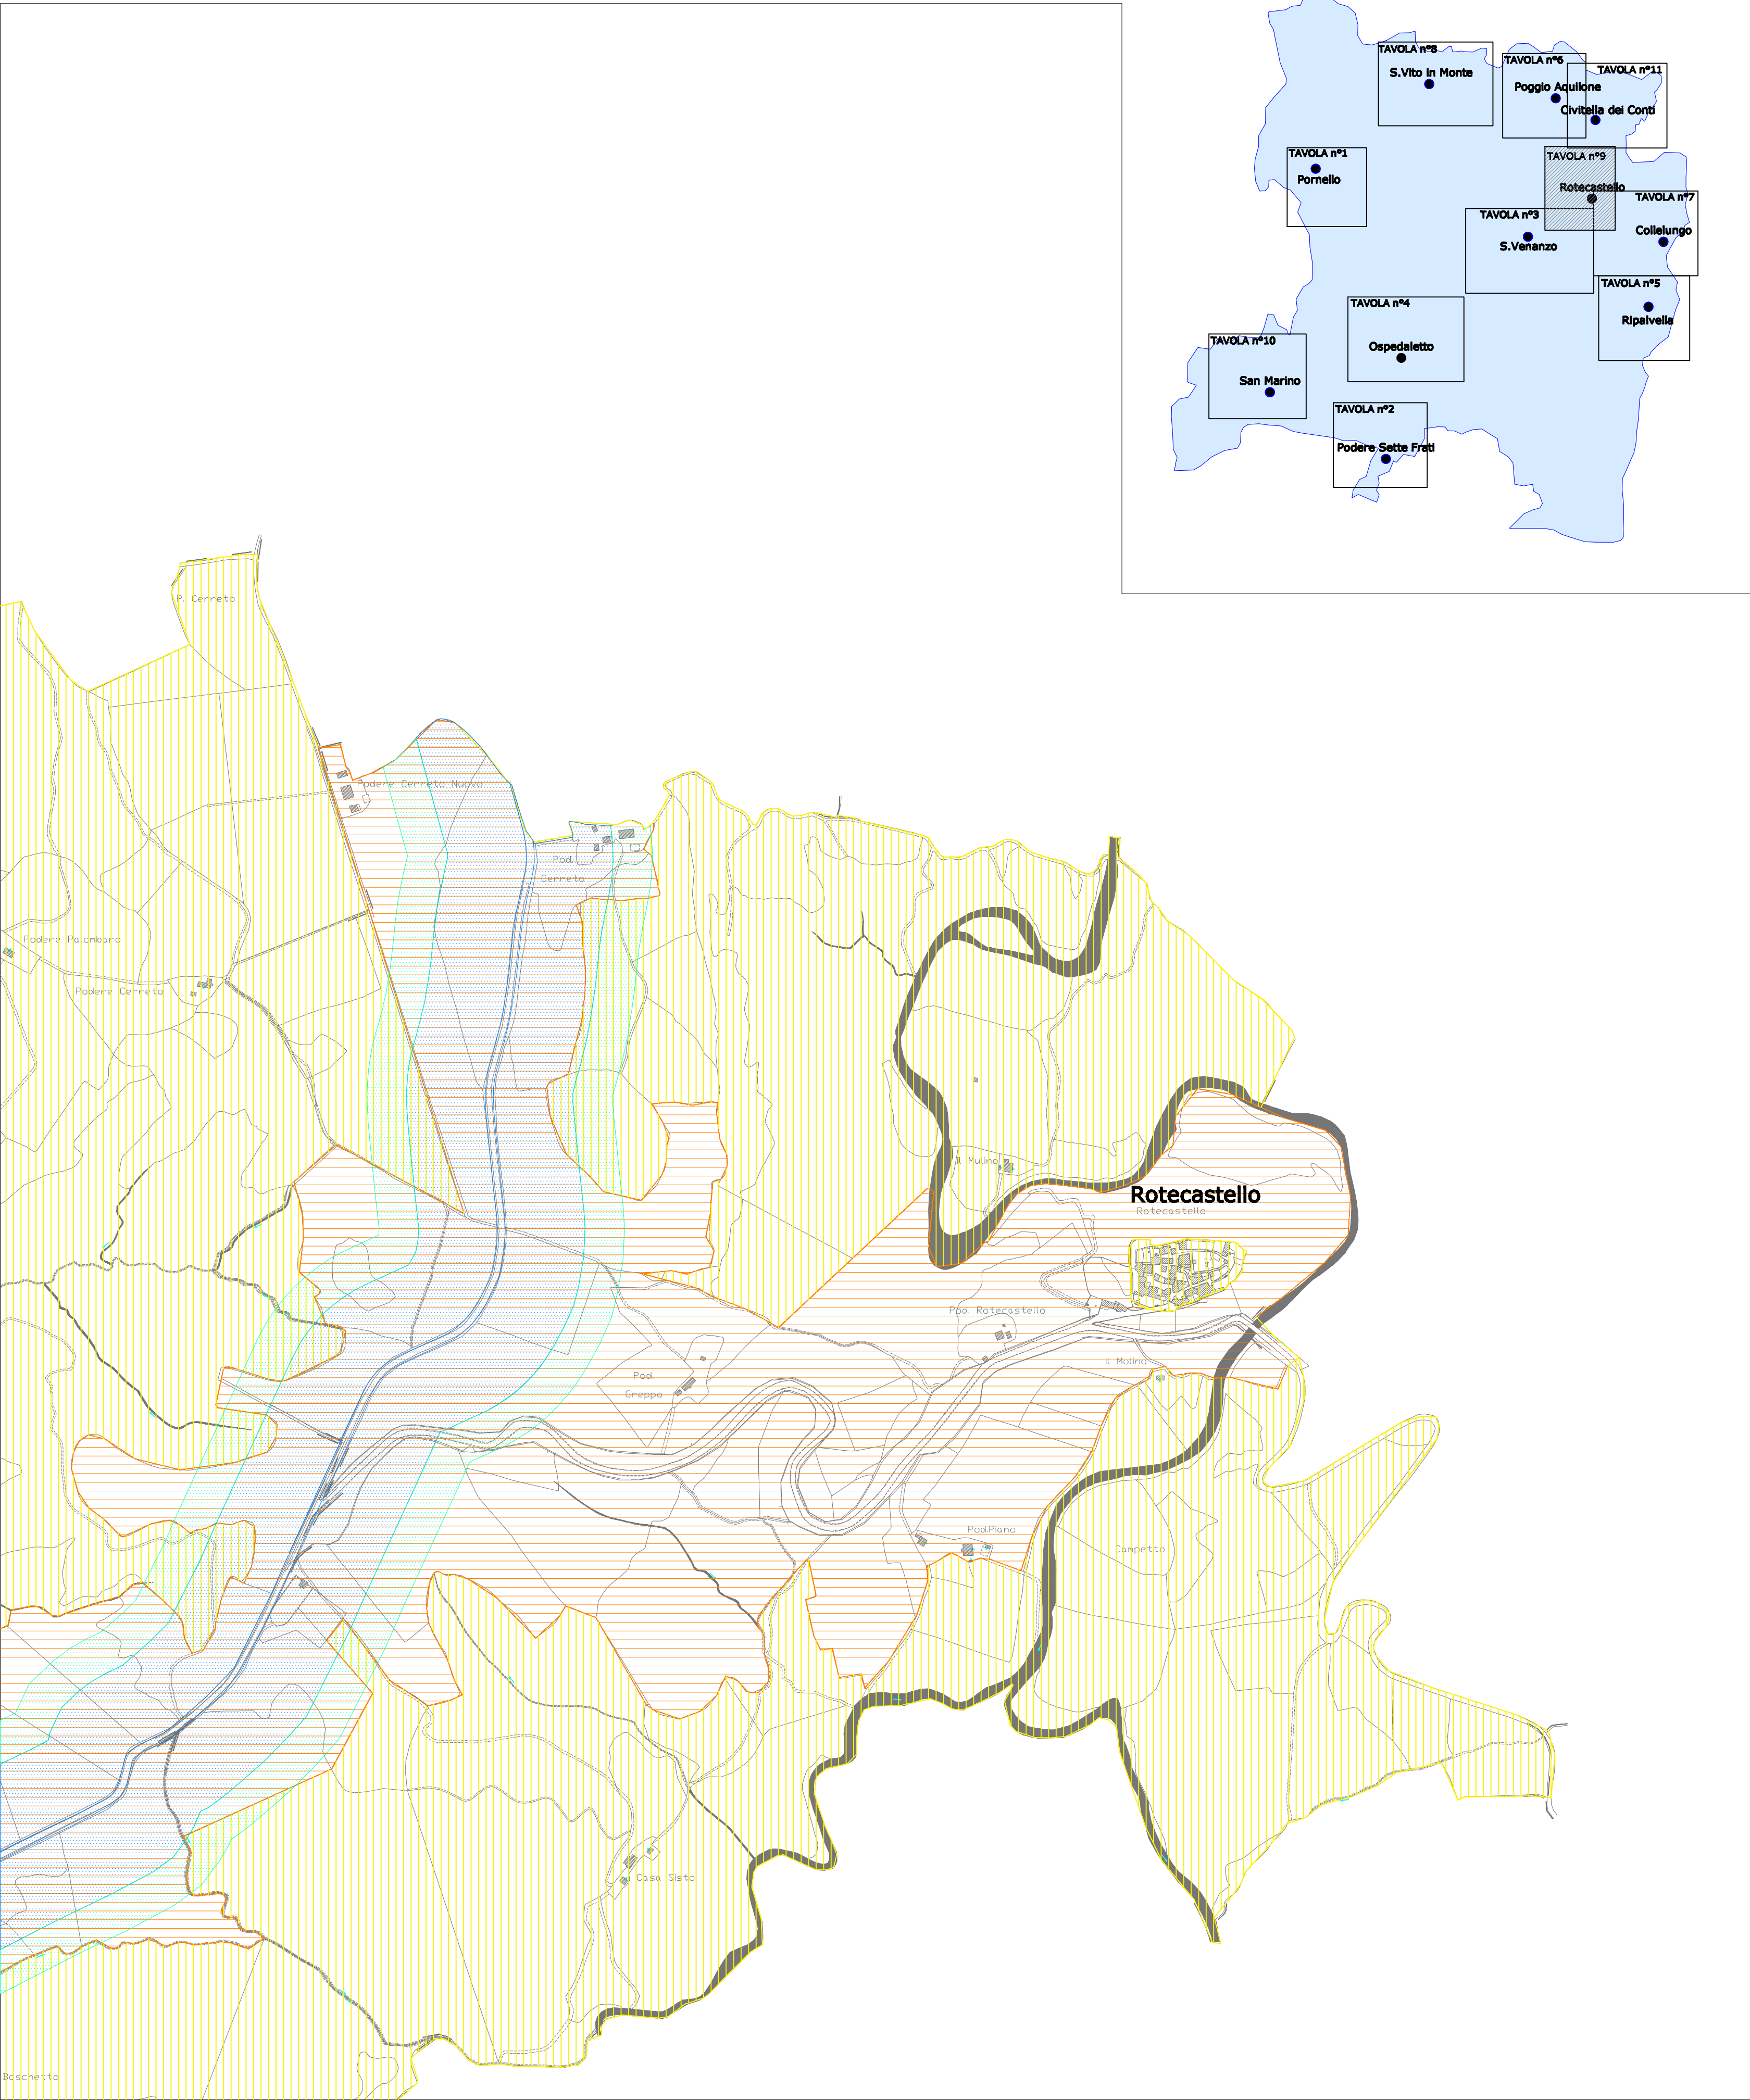 TAVOLA n°8
S.Vito in Monte
TAVOLA n°6
Poggio Aquilone
TAVOLA n°11
Civitella dei Conti
TAVOLA n°1
Pornello
TAVOLA n°9
Rotecastello
TAVOLA n°7
Collelungo
TAVOLA n°3
S.Venanzo
TAVOLA n°5
Ripalvella
TAVOLA n°4
Ospedaletto
TAVOLA n°10
San Marino
TAVOLA n°2
Podere Sette Frati
P. Cerreto
Podere Cerreto Nuovo
Pod.
Cerreta
Podere Palombaro
Podere Cerreto
Il Mulino
Rotecastello
Rotecastello
Pod. Rotecastello
il Molino
Pod.
Greppo
Pod.Piano
Campetto
Casa Sisto
Boschetto